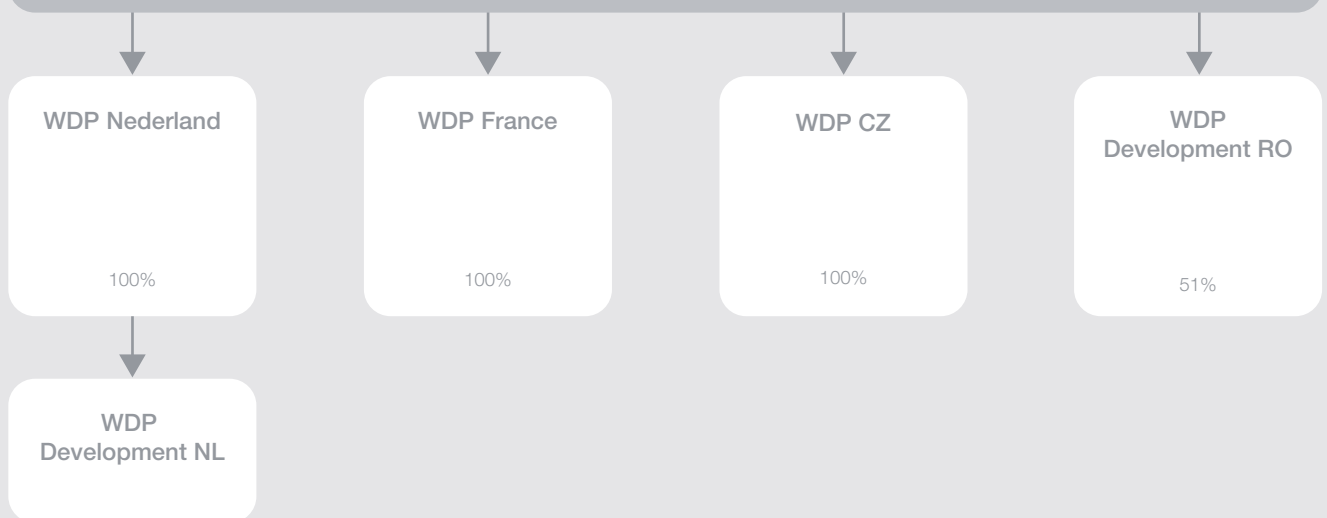 WDP Nederland
100%
WDP France
100%
WDP CZ
100%
WDP
Development RO
51%
WDP
Development NL